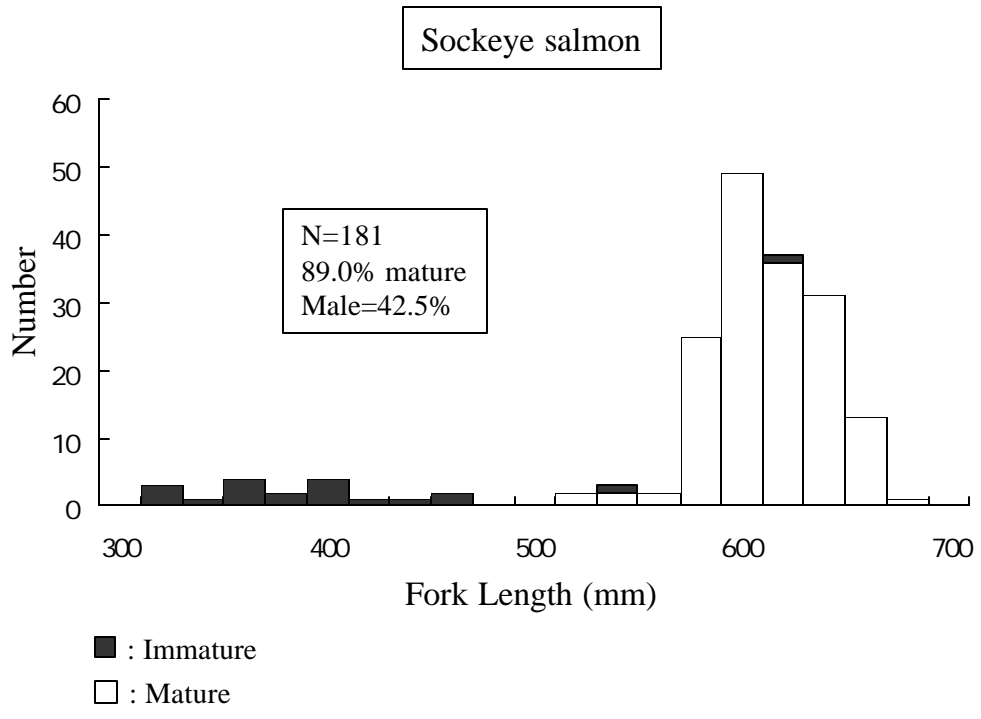 Sockeye salmon
60
50
40
30
20
10
0
Number
N=181
89.0% mature
Male=42.5%
300 400 500 600 700
Fork Length (mm)
: Immature
: Mature